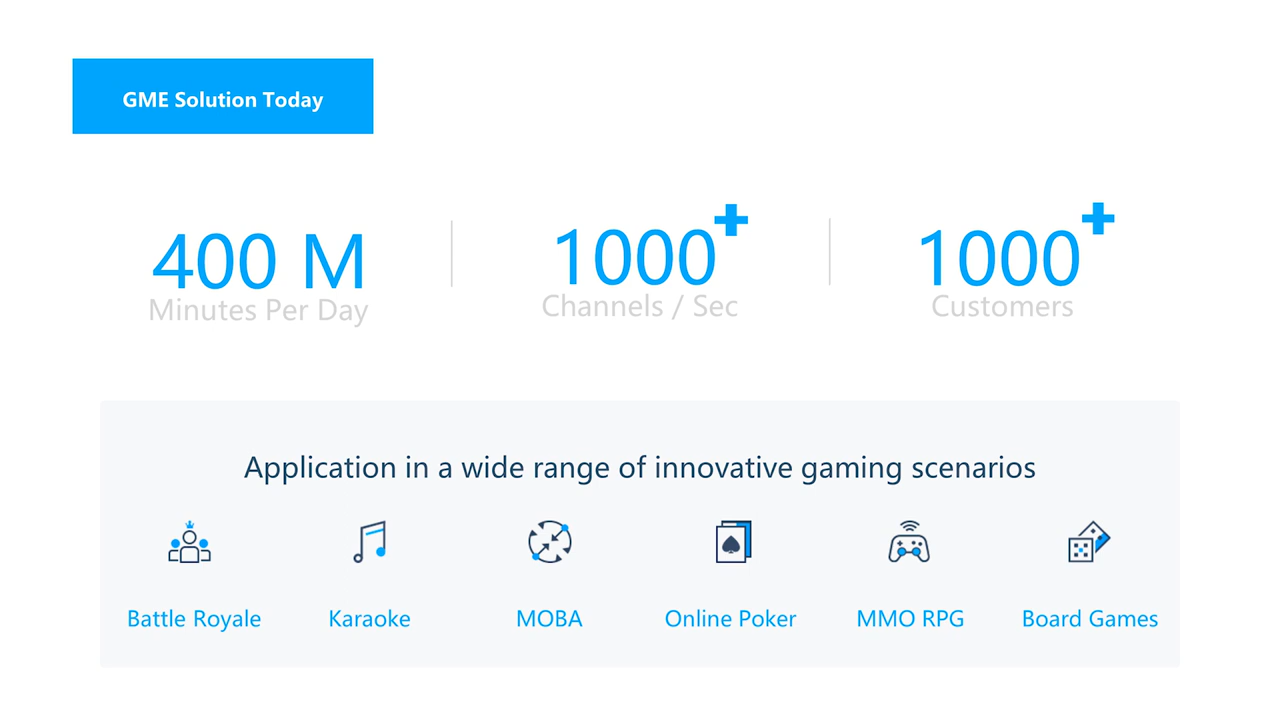 GME Solution Today
400 M
1000+
1000+
Minutes Per Day
Channels / Sec
Customers
Application in a wide range of innovative gaming scenarios
Battle Royale
Karaoke
MOBA
Online Poker
MMO RPG
Board Games